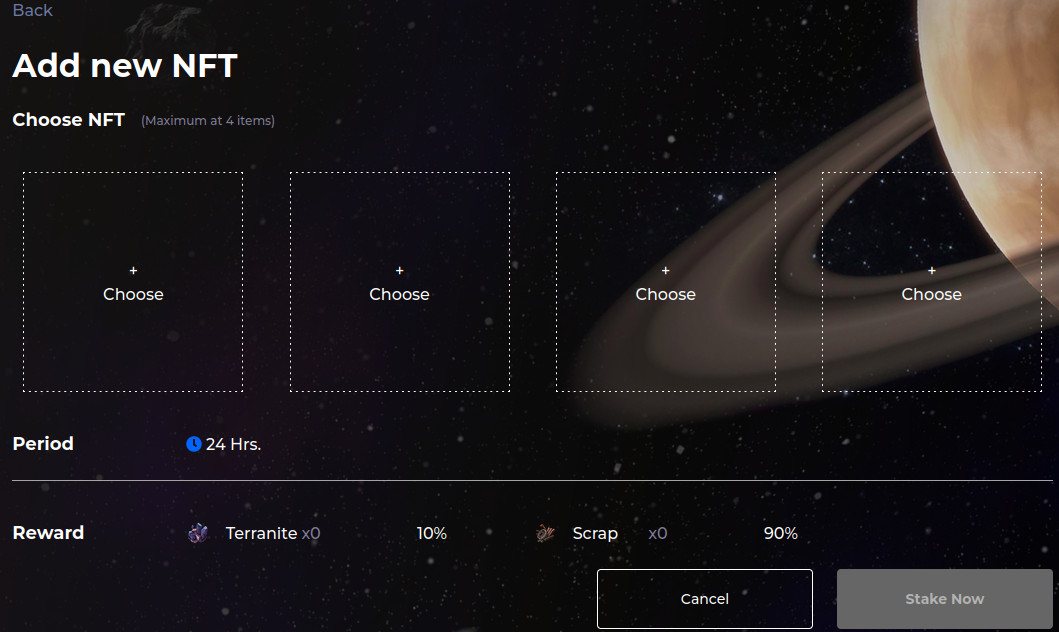 Back
Add new NFT
Choose NFT (Maximum at 4 items)
+ + + +
Choose Choose Choose Choose
Period 24 Hrs.
Reward Terranite x0 10% Scrap x0 90%
Cancel Stake Now